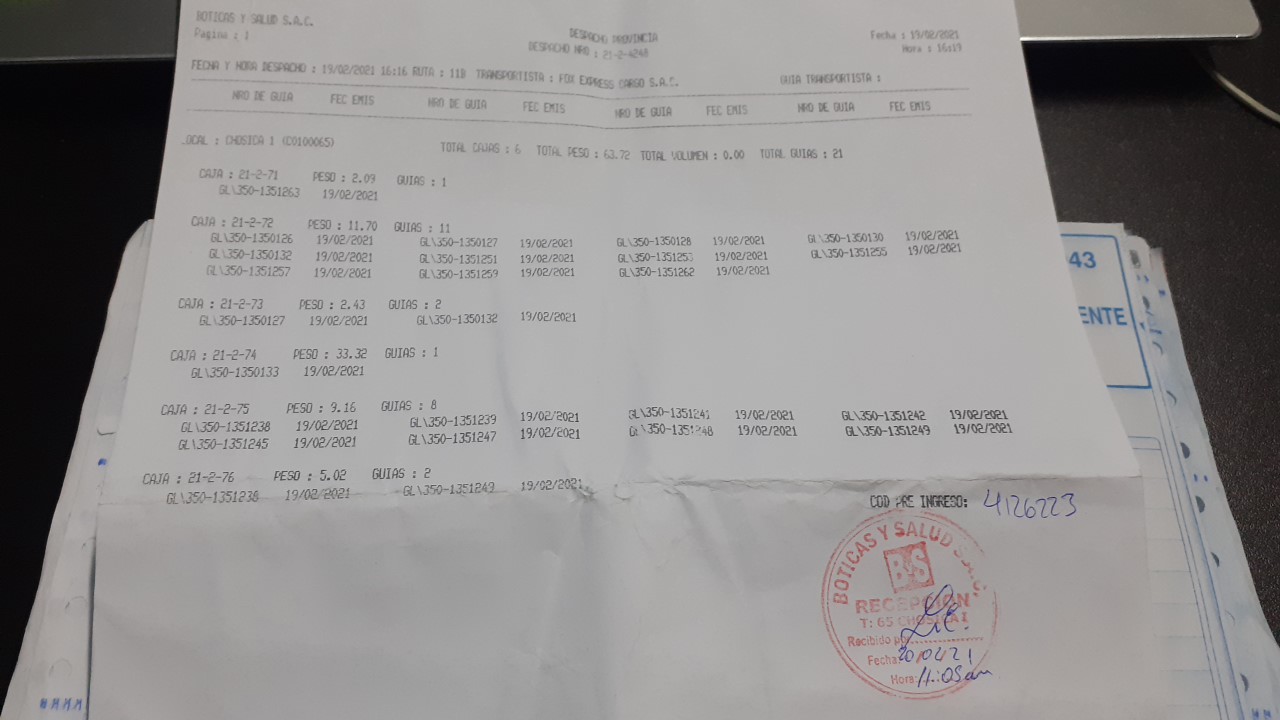 BOTICAS Y SALUD S.A.C.
Pagina : 1
DESPACHO PROVINCIA
DESPACHO NRO : 21-2-4248
Fecha : 19/02/2021
Hora : 16:19
FECHA Y HORA DESPACHO : 19/02/2021 16:16 RUTA : 11B TRANSPORTISTA : FDX EXPRESS CARGO S.A.C. GUIA TRANSPORTISTA :
NRO DE GUIA FEC EMIS NRO DE GUIA FEC EMIS NRO DE GUIA FEC EMIS NRO DE GUIA FEC EMIS
.OCAL : CHOSICA 1 (CO100065) TOTAL CAJAS : 6 TOTAL PESO : 63.72 TOTAL VOLUMEN : 0.00 TOTAL GUIAS : 21
CAJA : 21-2-71 PESO : 2.09 GUIAS : 1
GL\350-1351263 19/02/2021
CAJA : 21-2-72 PESO : 11.70 GUIAS : 11
GL\350-1350126 19/02/2021 GL\350-1350127 19/02/2021 GL\350-1350128 19/02/2021 GL\350-1350130 19/02/2021
GL\350-1350132 19/02/2021 GL\350-1351251 19/02/2021 GL\350-1351253 19/02/2021 GL\350-1351255 19/02/2021
GL\350-1351257 19/02/2021 GL\350-1351259 19/02/2021 GL\350-1351262 19/02/2021
CAJA : 21-2-73 PESO : 2.43 GUIAS : 2
GL\350-1350127 19/02/2021 GL\350-1350132 19/02/2021
CAJA : 21-2-74 PESO : 33.32 GUIAS : 1
GL\350-1350133 19/02/2021
CAJA : 21-2-75 PESO : 9.16 GUIAS : 8
GL\350-1351238 19/02/2021 GL\350-1351239 19/02/2021 GL\350-1351241 19/02/2021 GL\350-1351242 19/02/2021
GL\350-1351245 19/02/2021 GL\350-1351247 19/02/2021 GL\350-1351248 19/02/2021 GL\350-1351249 19/02/2021
CAJA : 21-2-76 PESO : 5.02 GUIAS : 2
GL\350-1351238 19/02/2021 GL\350-1351249 19/02/2021
COD PRE INGRESO: 4126223
BOTICAS Y SALUD S.A.C.
BS
RECEPCION
T: 65 CHOSICA I
Recibido por
Fecha:
Hora: 11:05am
43
ENTE